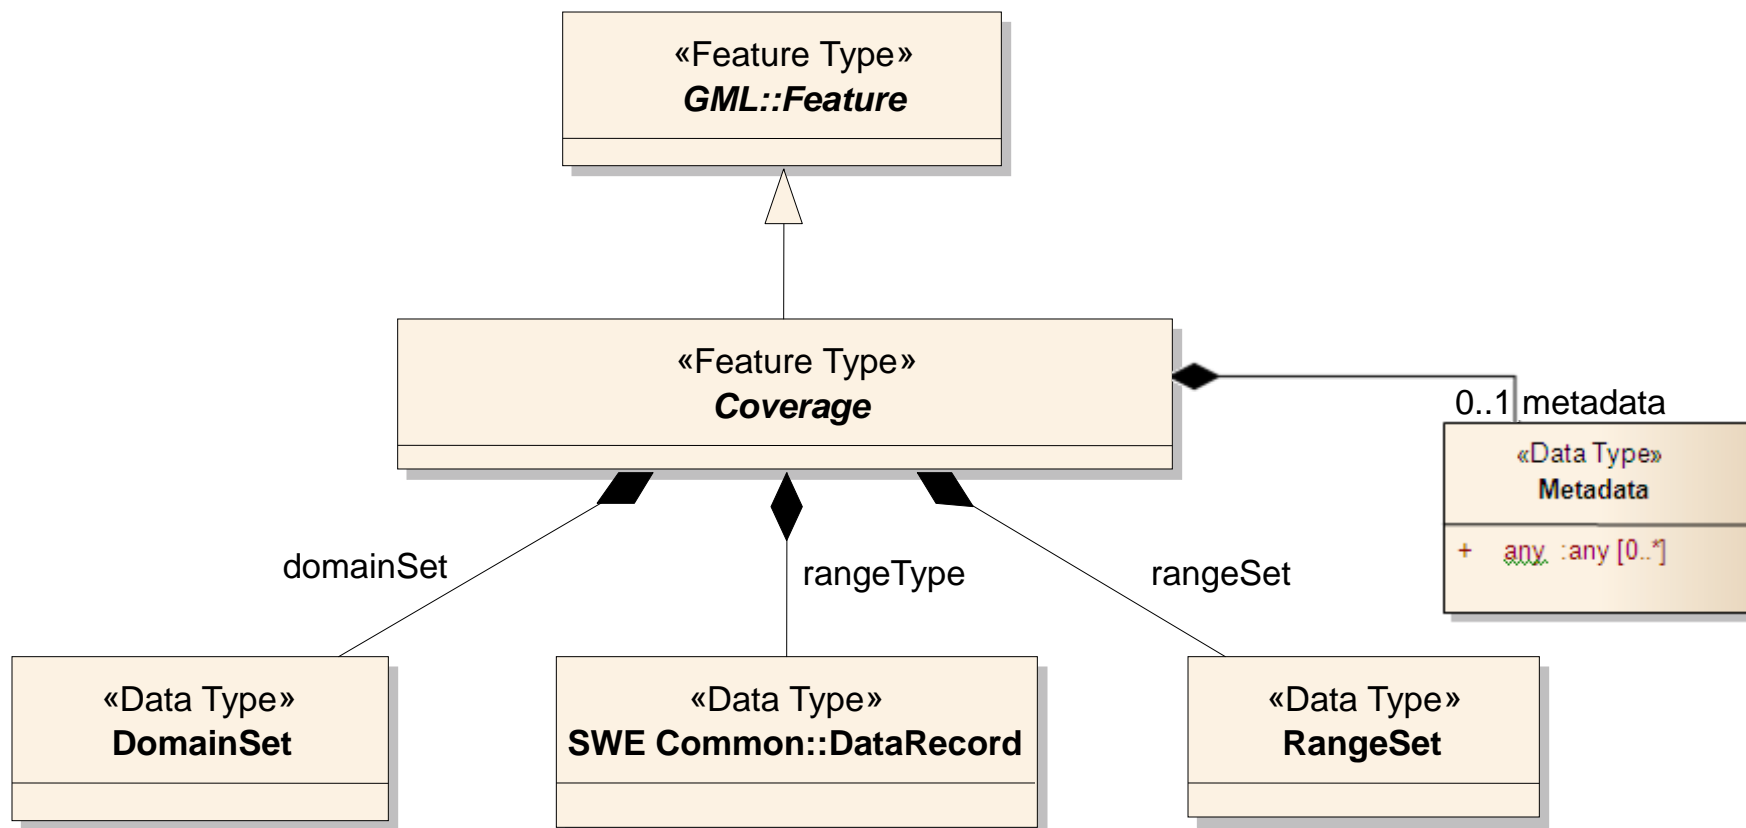 «Feature Type»
GML::Feature
«Feature Type»
Coverage
0..1 metadata
«Data Type»
Metadata
+ any :any [0..*]
domainSet
rangeType
rangeSet
«Data Type»
DomainSet
«Data Type»
SWE Common::DataRecord
«Data Type»
RangeSet